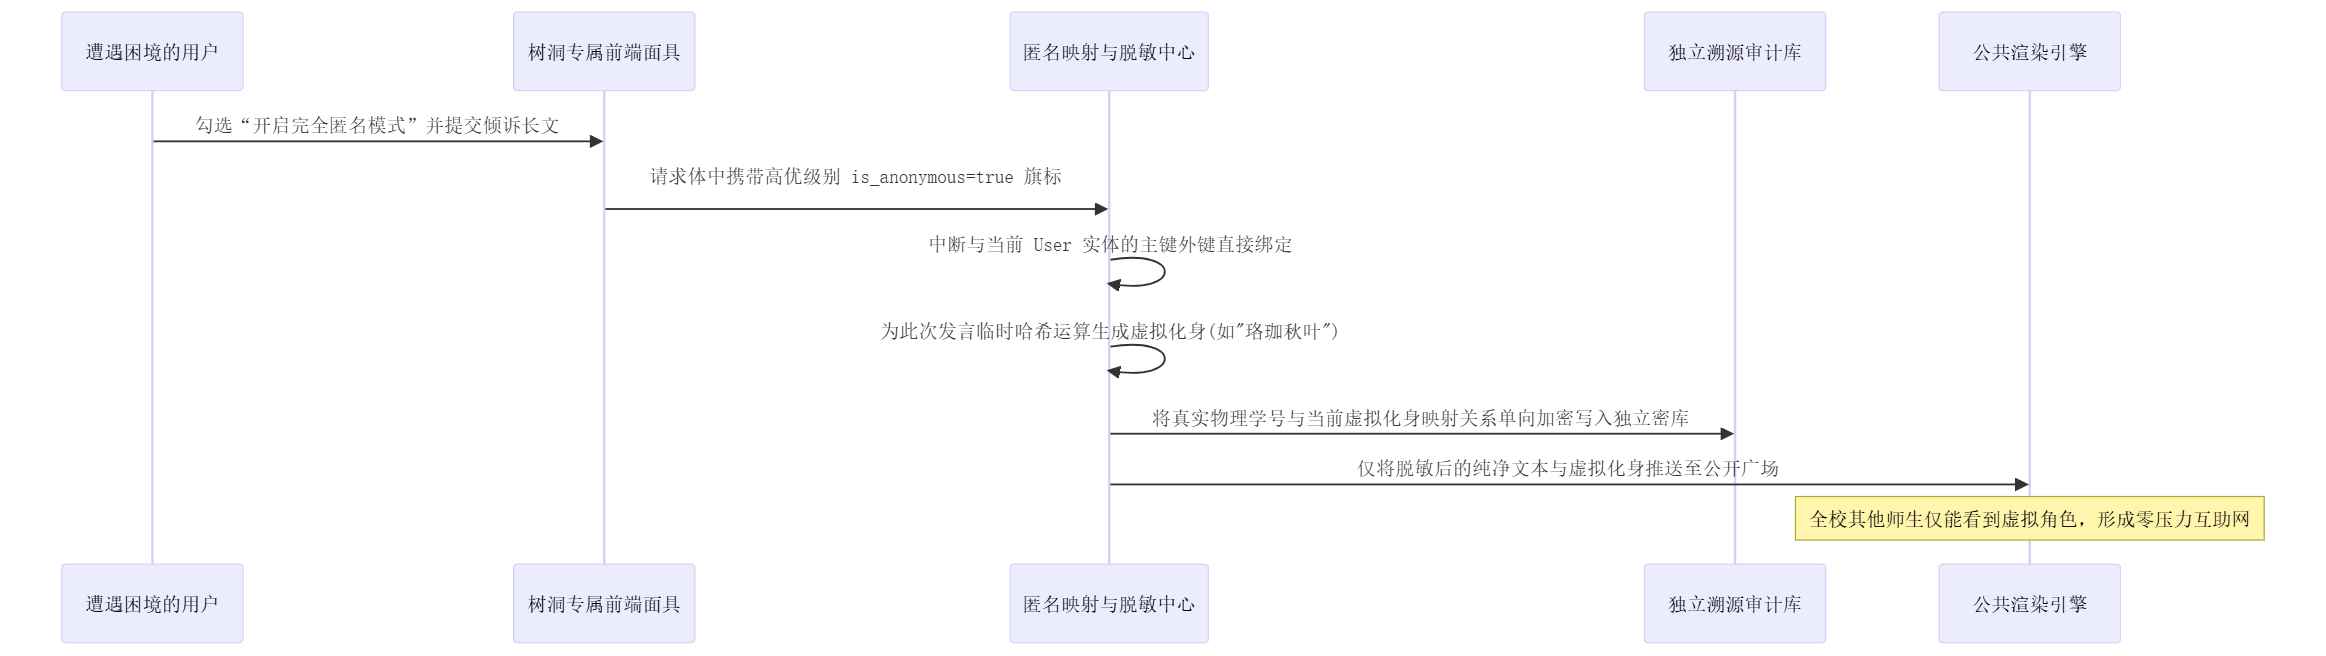 遭遇困境的用户
树洞专属前端面具
匿名映射与脱敏中心
独立溯源审计库
公共渲染引擎
勾选“开启完全匿名模式”并提交倾诉长文
请求体中携带高优级别 is_anonymous=true 旗标
中断与当前 User 实体的主键外键直接绑定
为此次发言临时哈希运算生成虚拟化身(如"珞珈秋叶")
将真实物理学号与当前虚拟化身映射关系单向加密写入独立密库
仅将脱敏后的纯净文本与虚拟化身推送至公开广场
全校其他师生仅能看到虚拟角色，形成零压力互助网
遭遇困境的用户
树洞专属前端面具
匿名映射与脱敏中心
独立溯源审计库
公共渲染引擎